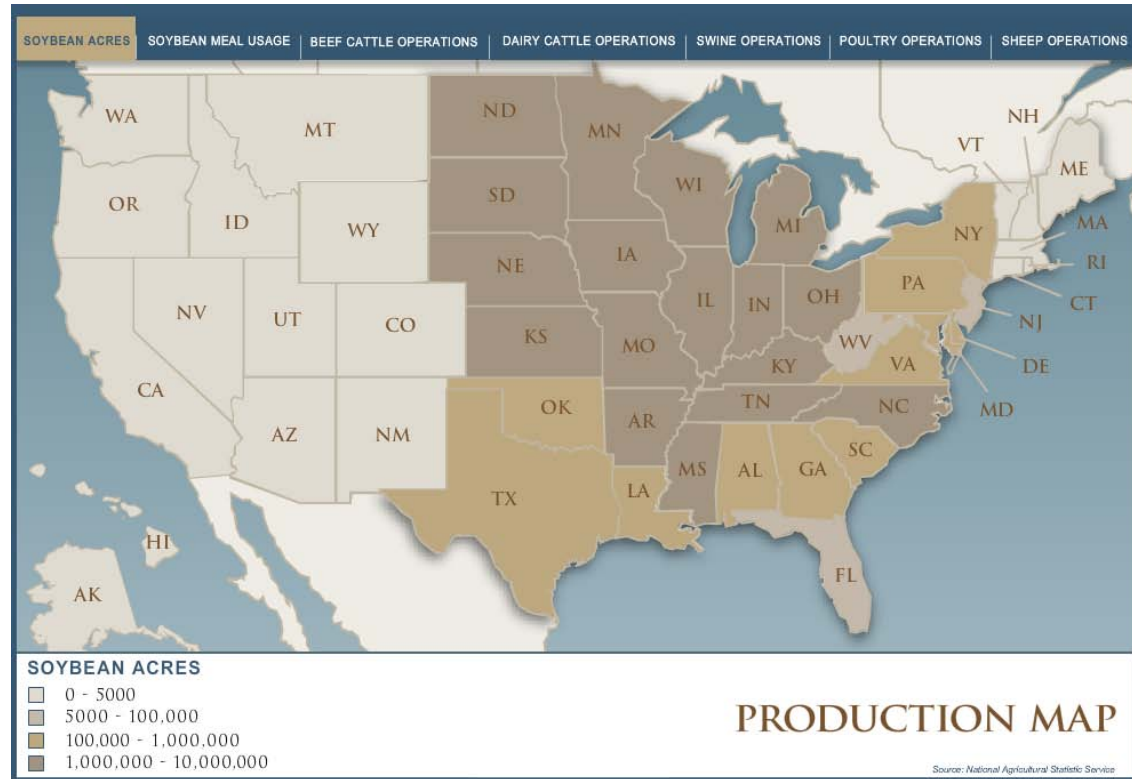 SOYBEAN ACRES
SOYBEAN MEAL USAGE
BEEF CATTLE OPERATIONS
DAIRY CATTLE OPERATIONS
SWINE OPERATIONS
POULTRY OPERATIONS
SHEEP OPERATIONS
WA
MT
ND
MN
NH
VT
ME
OR
ID
WY
SD
WI
MI
NY
MA
RI
CT
NV
UT
CO
NE
IA
IL
IN
OH
PA
NJ
CA
KS
MO
KY
WV
VA
DE
MD
AZ
NM
OK
AR
TN
NC
TX
LA
MS
AL
GA
SC
HI
AK
FL
SOYBEAN ACRES
0 - 5000
5000 - 100,000
100,000 - 1,000,000
1,000,000 - 10,000,000
PRODUCTION MAP
Source: National Agricultural Statistic Service